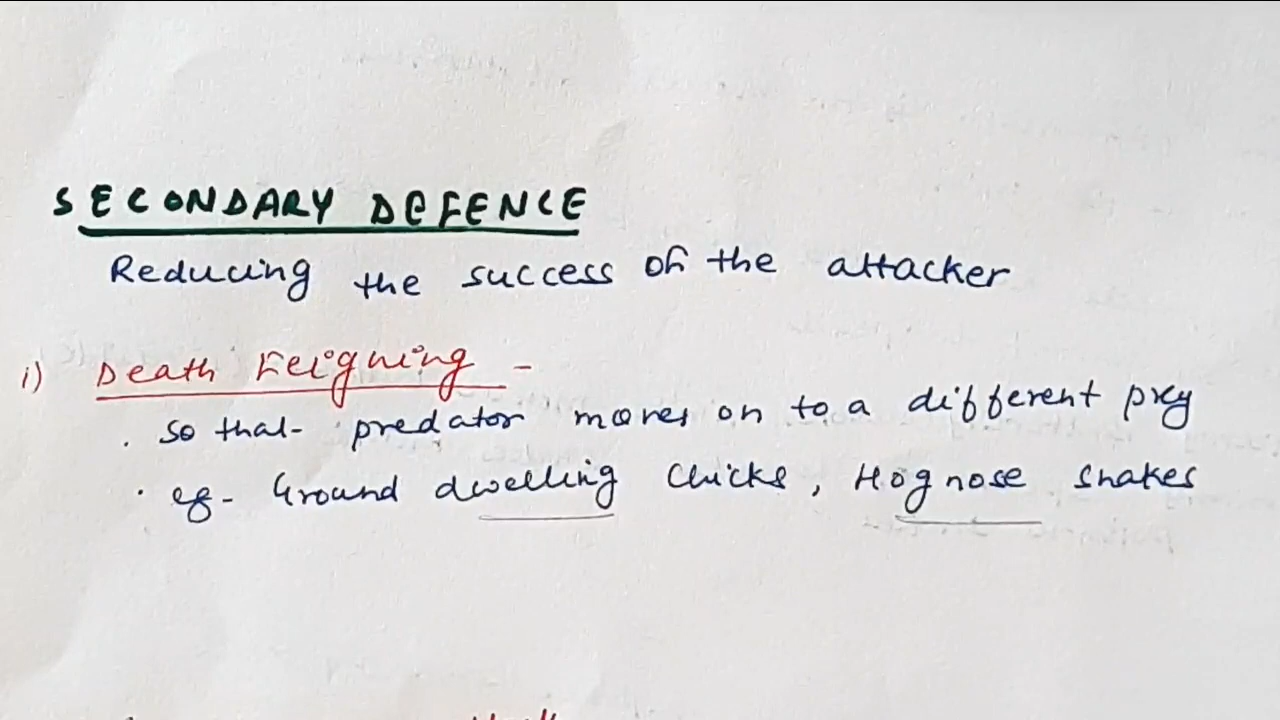 SECONDARY DEFENCE
Reducing the success of the attacker
i) Death Feigning -
. so that predator moves on to a different prey
. eg- Ground dwelling Chicks, Hognose snakes